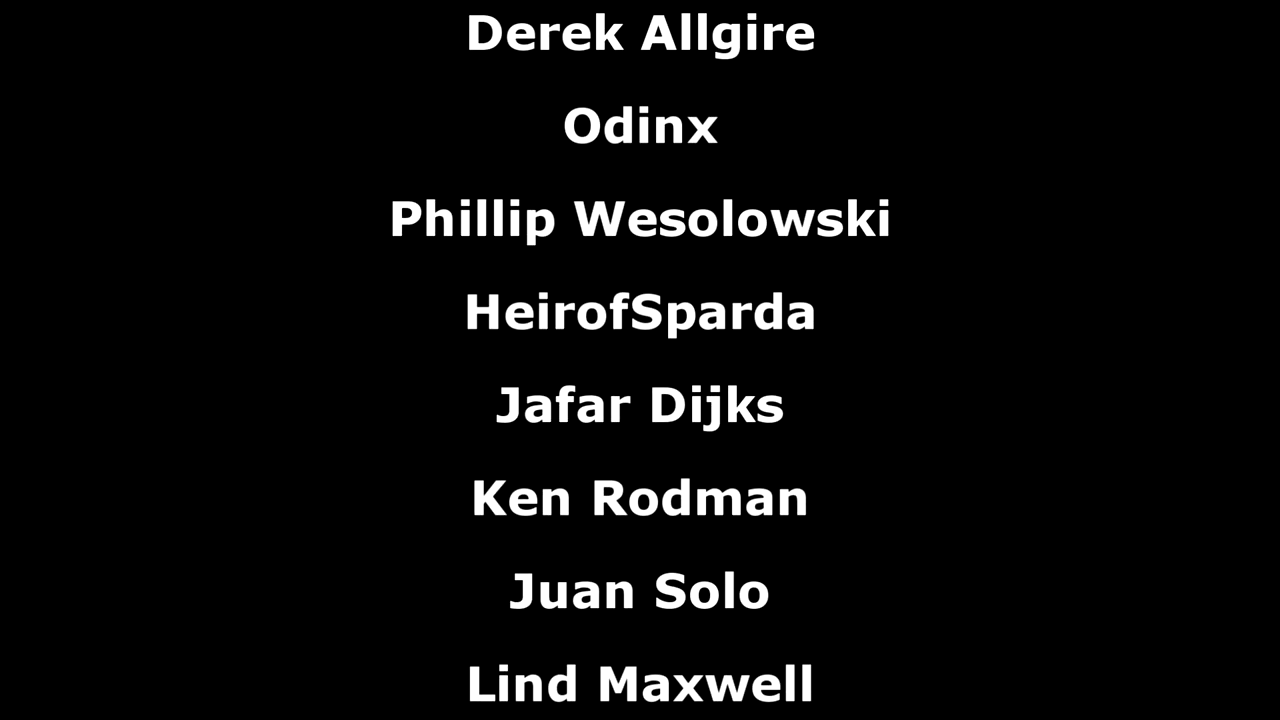 Derek Allgire
Odinx
Phillip Wesolowski
HeirofSparda
Jafar Dijks
Ken Rodman
Juan Solo
Lind Maxwell